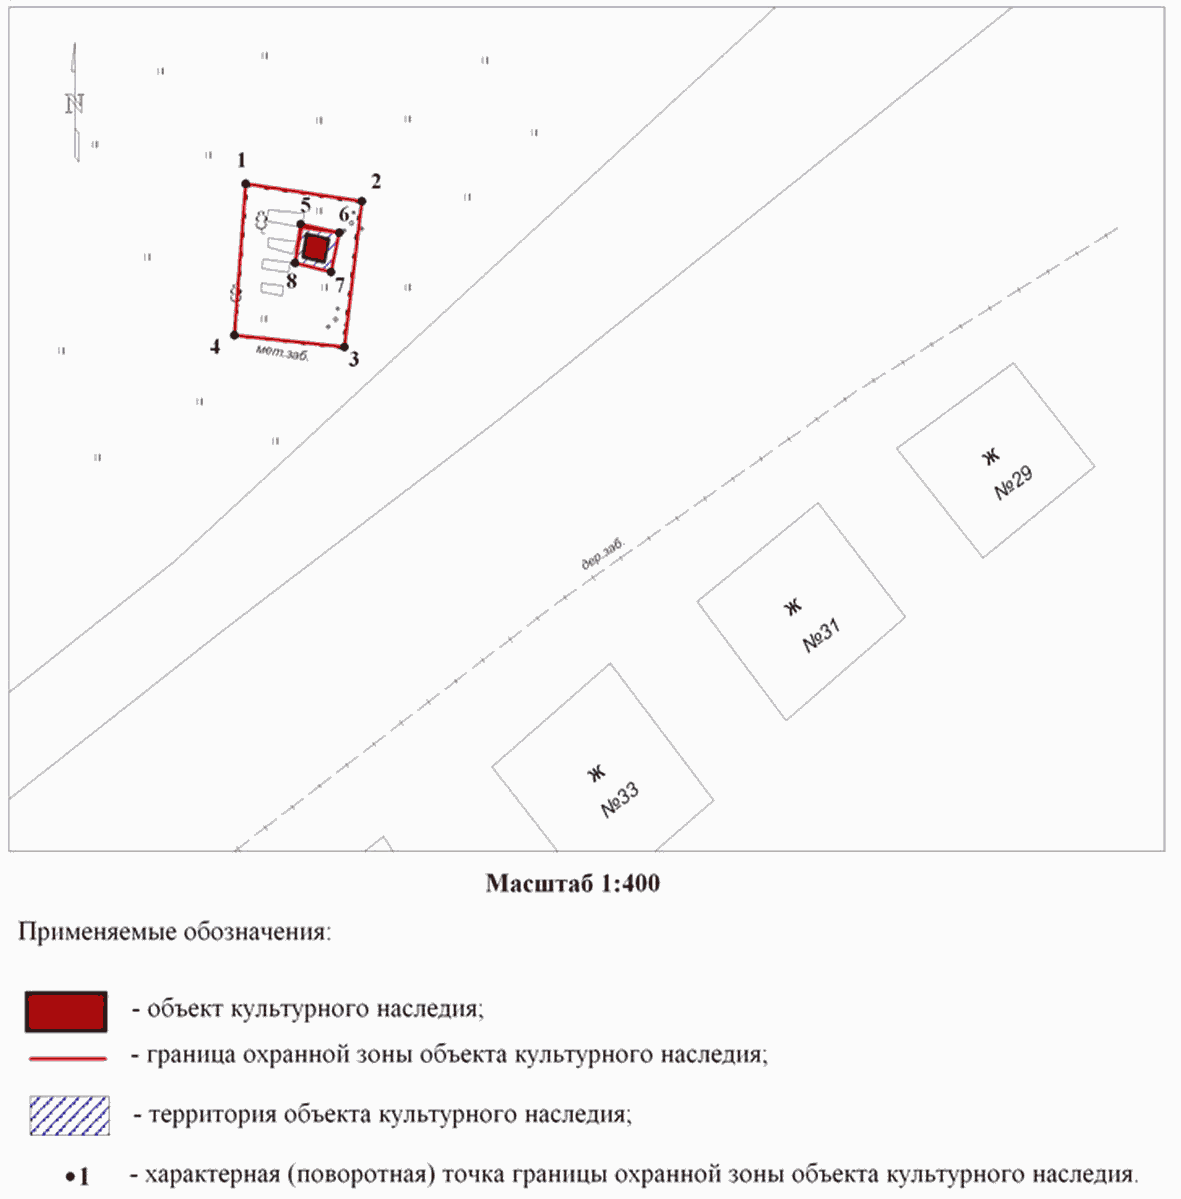 N
1
2
5
6
8
7
4
3
мет.заб.
ж
№29
дер.заб.
ж
№31
ж
№33
Масштаб 1:400
Применяемые обозначения:
- объект культурного наследия;
- граница охранной зоны объекта культурного наследия;
- территория объекта культурного наследия;
1 - характерная (поворотная) точка границы охранной зоны объекта культурного наследия.